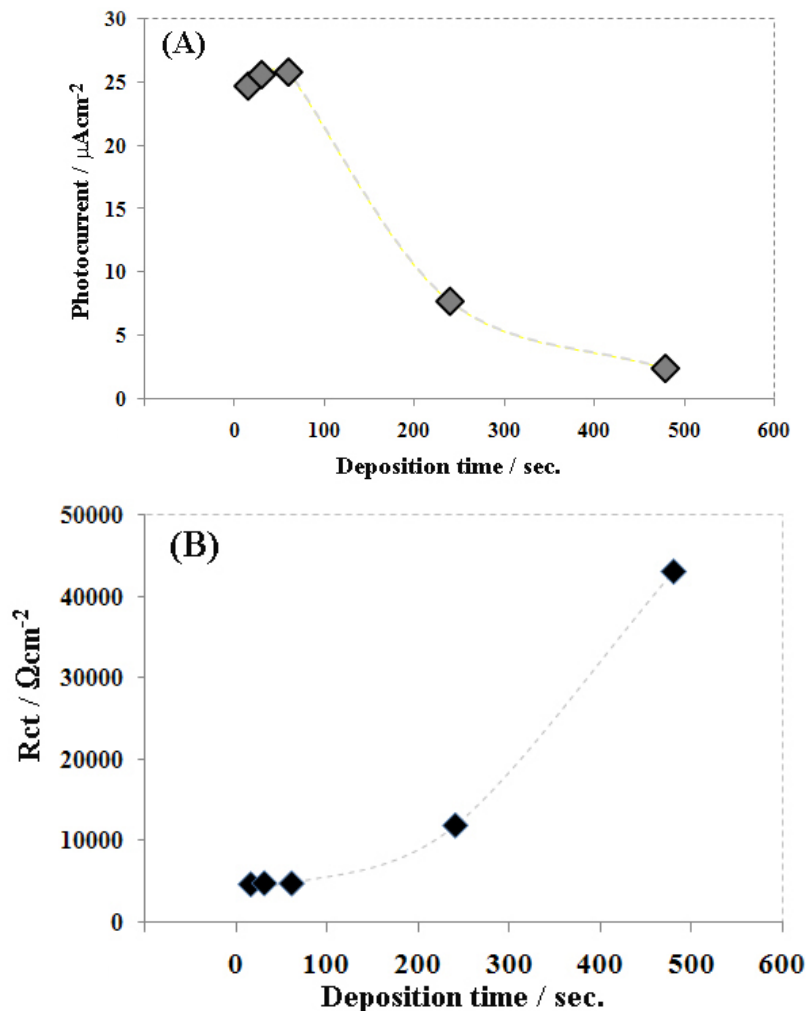 (A)
Photocurrent / µAcm-2
30
25
20
15
10
5
0
0 100 200 300 400 500 600
Deposition time / sec.
(B)
Rct / Ωcm-2
50000
40000
30000
20000
10000
0
0 100 200 300 400 500 600
Deposition time / sec.